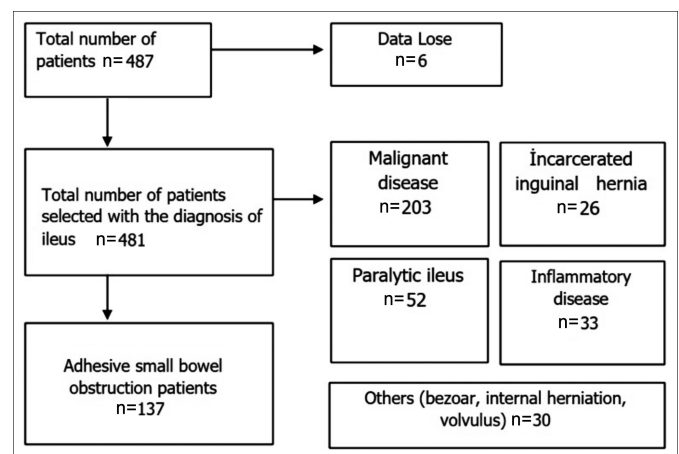 Total number of
patients n=487
Data Lose
n=6
Total number of patients
selected with the diagnosis of
ileus n=481
Malignant
disease
n=203
İncarcerated
inguinal hernia
n=26
Paralytic ileus
n=52
Inflammatory
disease
n=33
Adhesive small bowel
obstruction patients
n=137
Others (bezoar, internal herniation,
volvulus) n=30